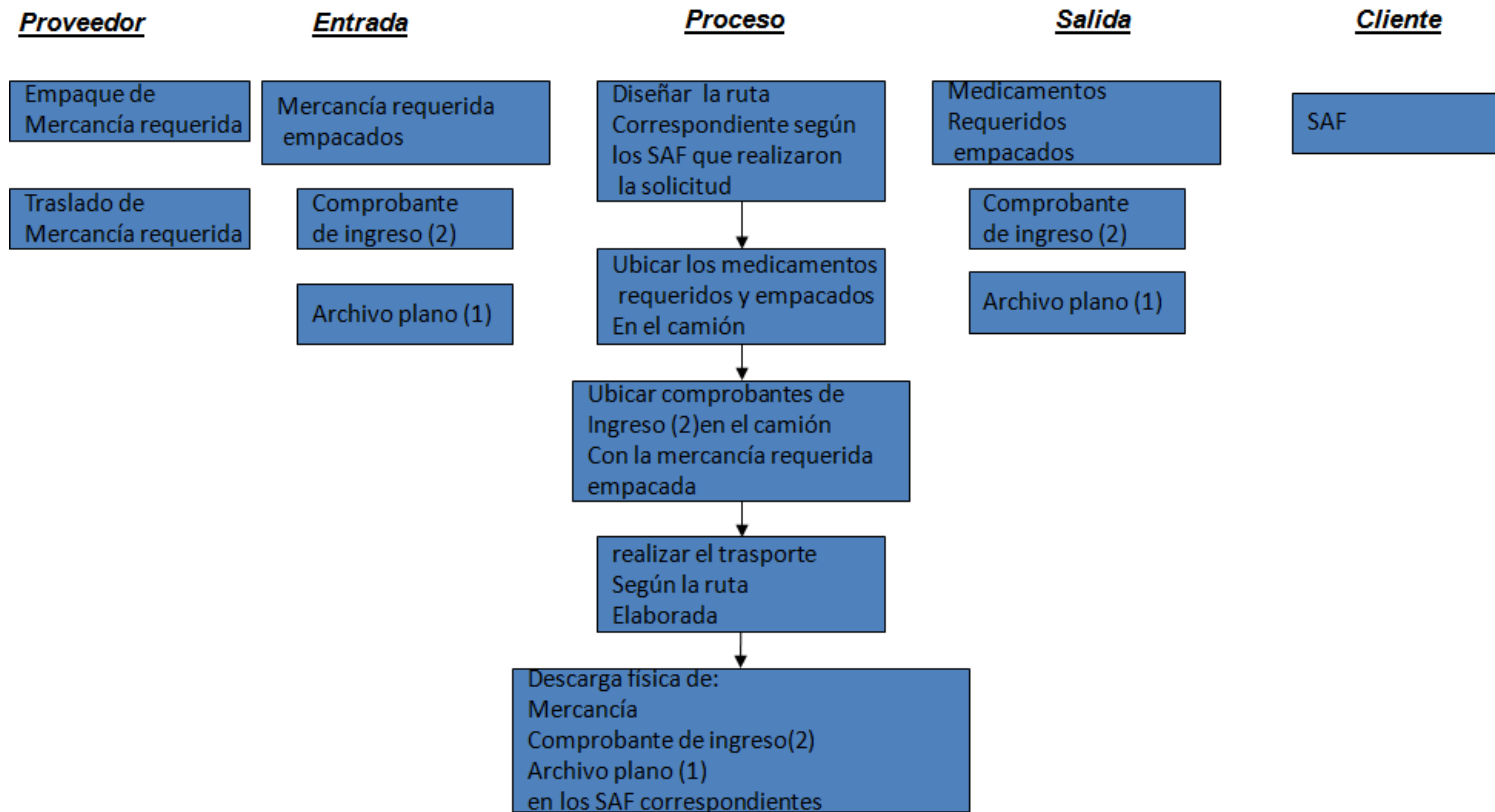 Proveedor
Entrada
Proceso
Salida
Cliente
Empaque de
Mercancía requerida
Traslado de
Mercancía requerida
Mercancía requerida
empacados
Comprobante
de ingreso (2)
Archivo plano (1)
Diseñar la ruta
Correspondiente según
los SAF que realizaron
la solicitud
Ubicar los medicamentos
requeridos y empacados
En el camión
Ubicar comprobantes de
Ingreso (2)en el camión
Con la mercancía requerida
empacada
realizar el trasporte
Según la ruta
Elaborada
Descarga física de:
Mercancía
Comprobante de ingreso(2)
Archivo plano (1)
en los SAF correspondientes
Medicamentos
Requeridos
empacados
Comprobante
de ingreso (2)
Archivo plano (1)
SAF